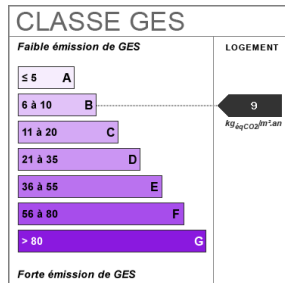 CLASSE GES
Faible émission de GES
LOGEMENT
≤ 5 A
6 à 10 B
9
kgéqCO2/m².an
11 à 20 C
21 à 35 D
36 à 55 E
56 à 80 F
> 80 G
Forte émission de GES